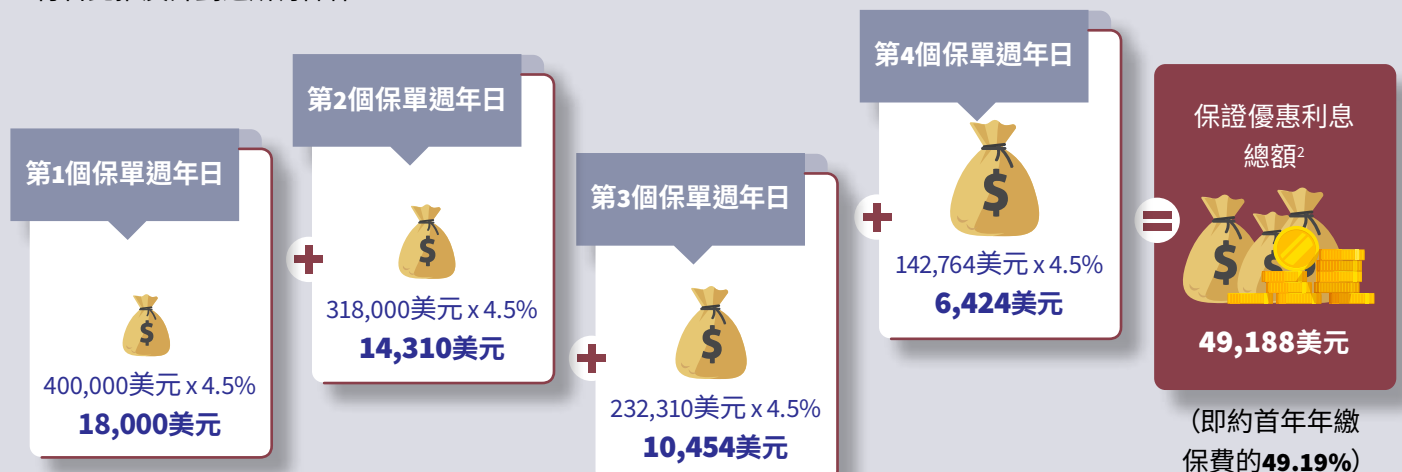 第1個保單週年日
400,000美元 x 4.5%
18,000美元
+
第2個保單週年日
318,000美元 x 4.5%
14,310美元
+
第3個保單週年日
232,310美元 x 4.5%
10,454美元
+
第4個保單週年日
142,764美元 x 4.5%
6,424美元
=
保證優惠利息
總額²
49,188美元
（即約首年年繳
保費的49.19%）